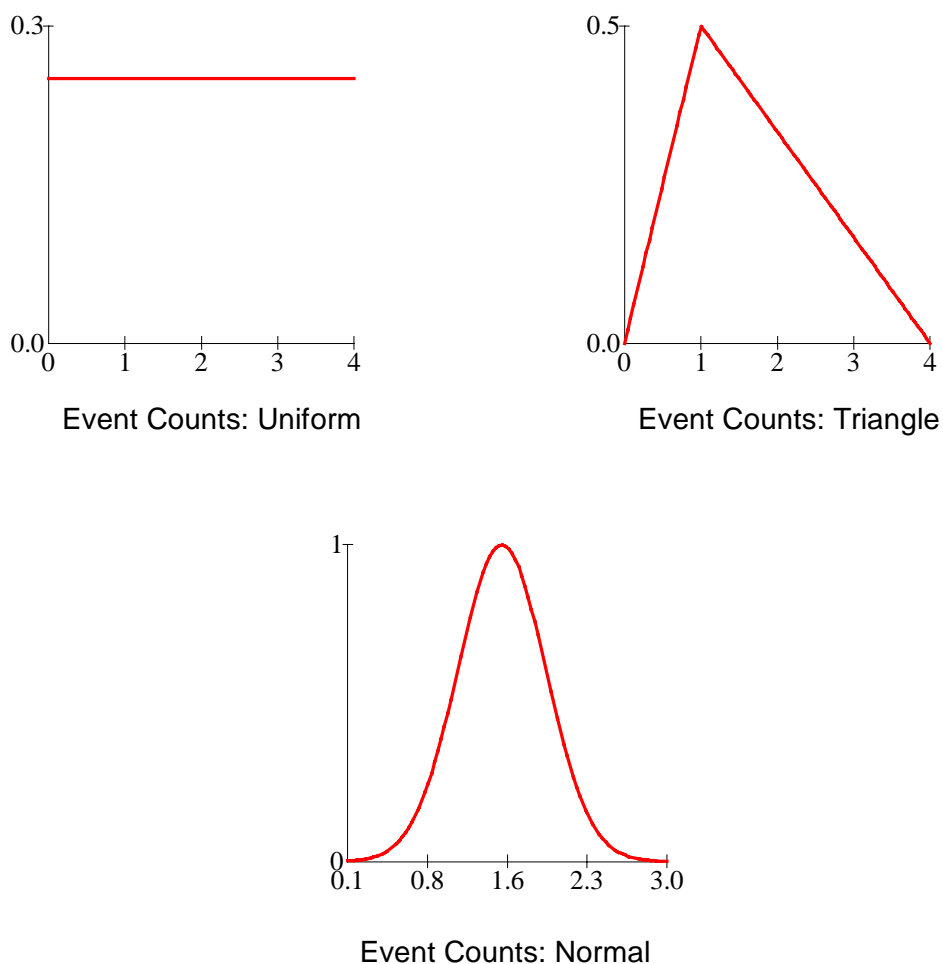 0.3
0.0
0 1 2 3 4
Event Counts: Uniform
0.5
0.0
0 1 2 3 4
Event Counts: Triangle
1
0
0.1 0.8 1.6 2.3 3.0
Event Counts: Normal